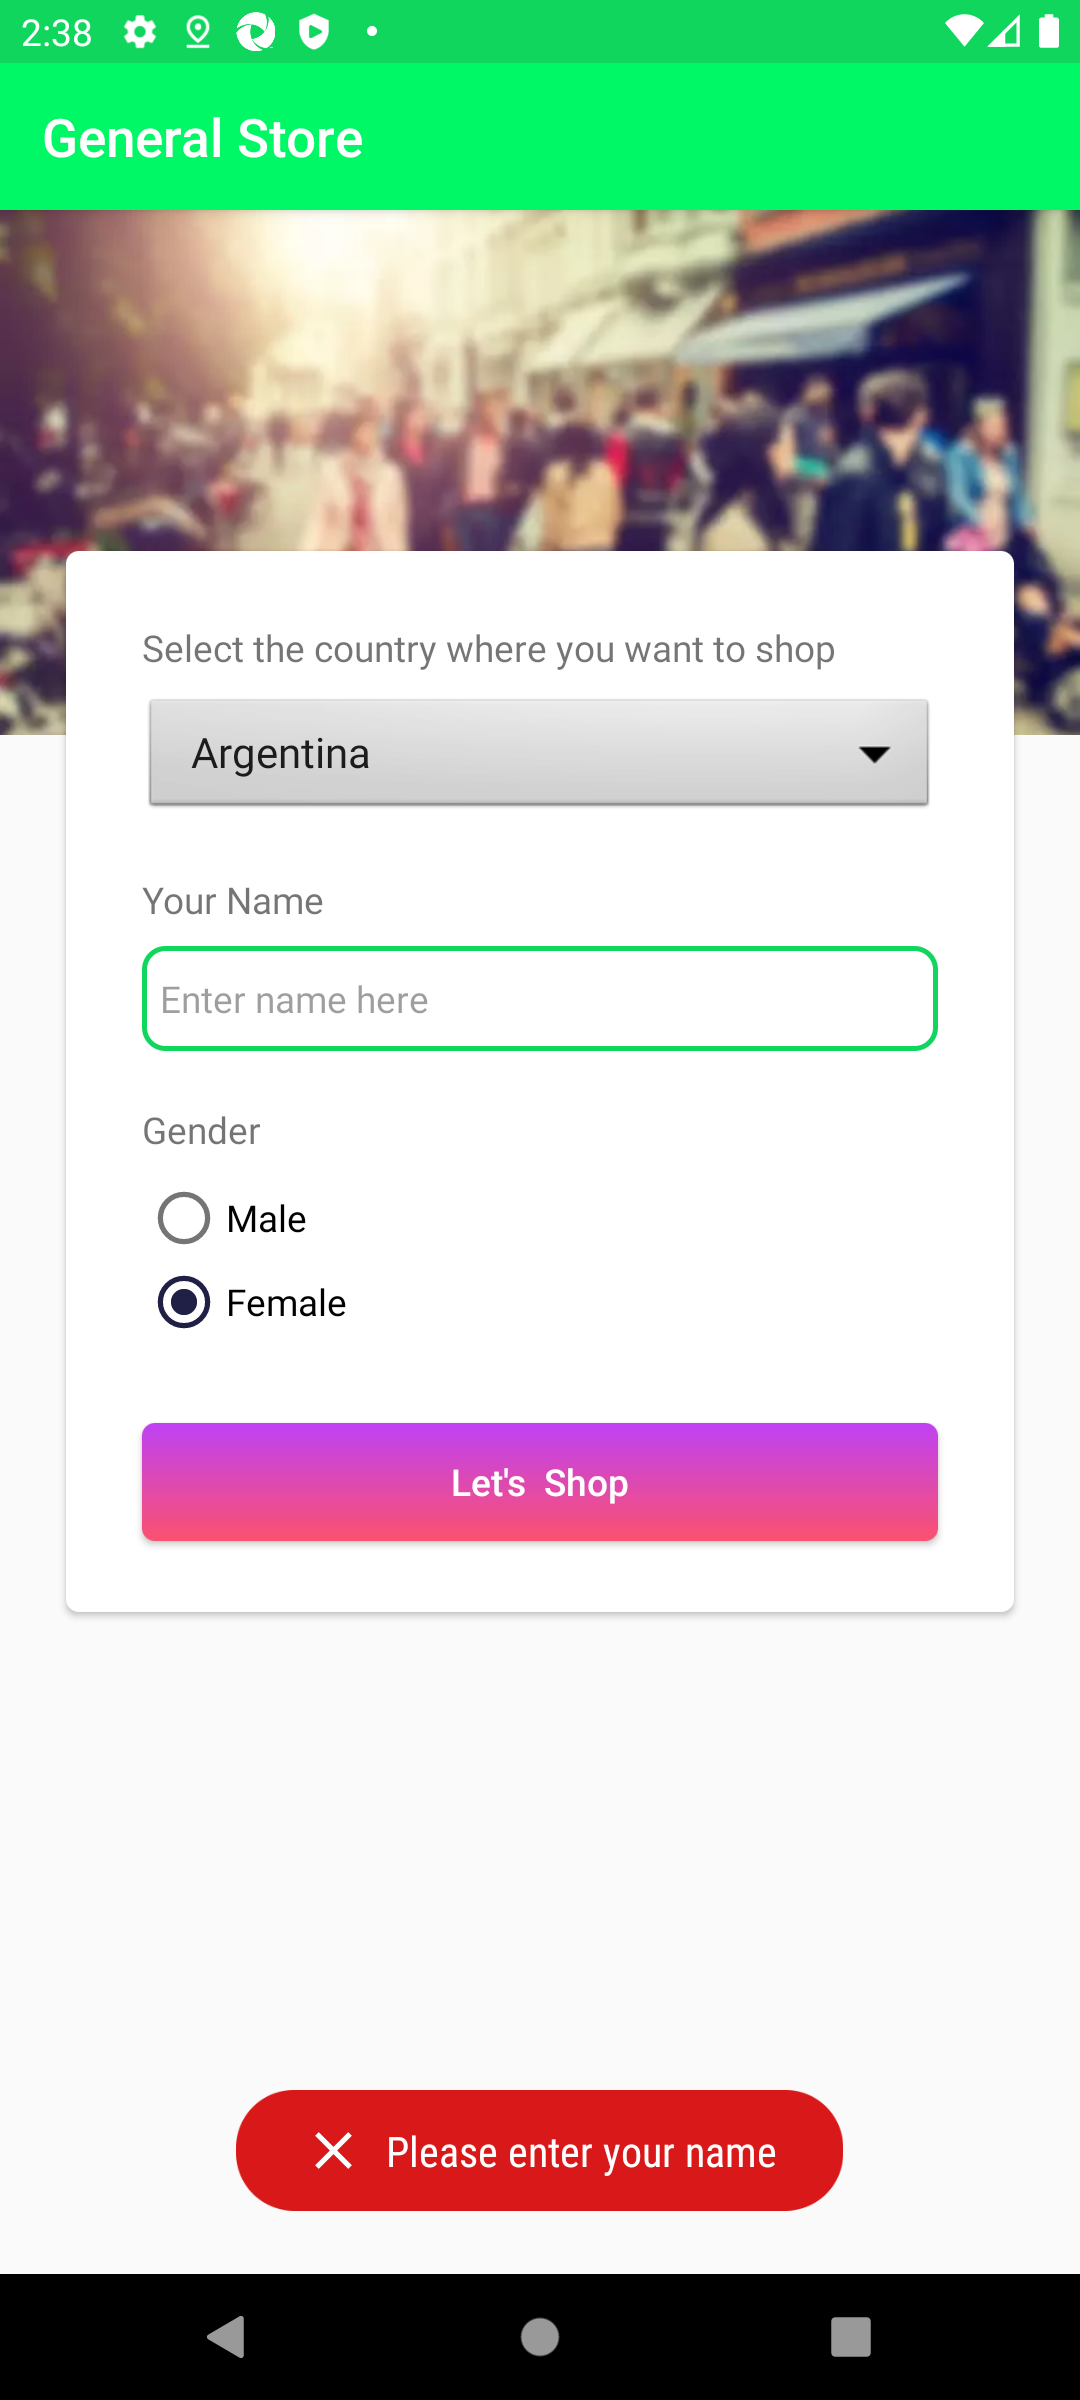 2:38
General Store
Select the country where you want to shop
Argentina
Your Name
Enter name here
Gender
Male
Female
Let's  Shop
Please enter your name